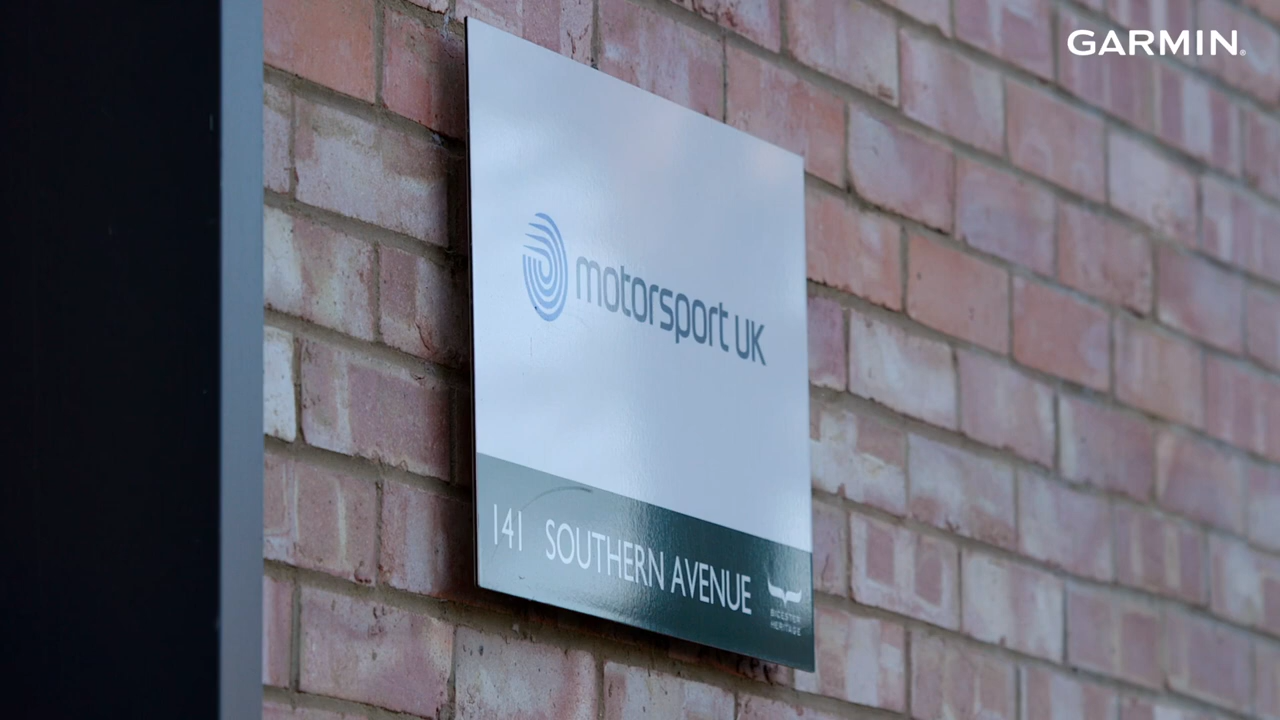 GARMIN
motorsport UK
141 SOUTHERN AVENUE
BICESTER
HERITAGE